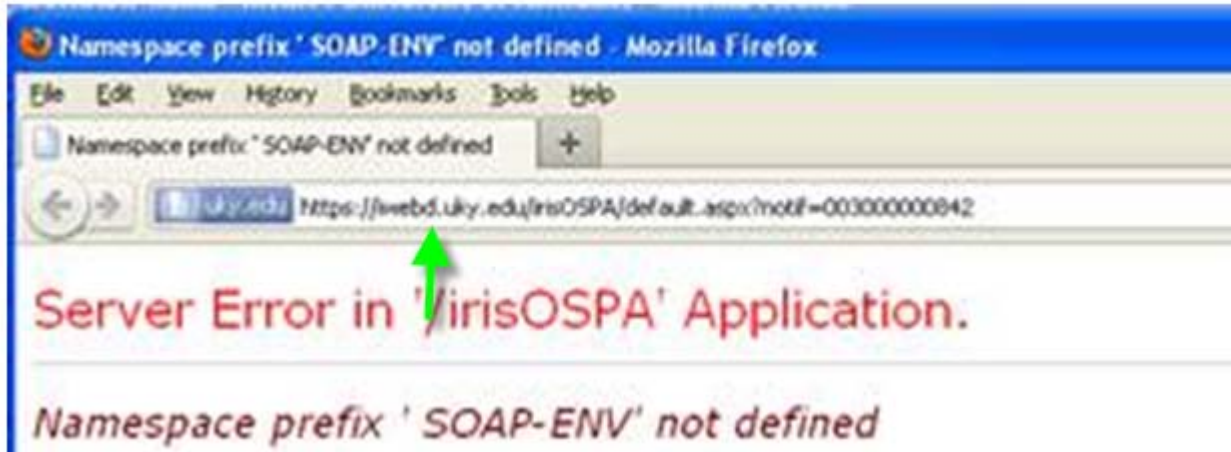 Namespace prefix ' SOAP-ENV' not defined - Mozilla Firefox
File Edit View History Bookmarks Tools Help
Namespace prefix ' SOAP-ENV' not defined +
uky.edu https://iwebd.uky.edu/irisOSPA/default.aspx?notif=003000000842
Server Error in '/irisOSPA' Application.
Namespace prefix ' SOAP-ENV' not defined